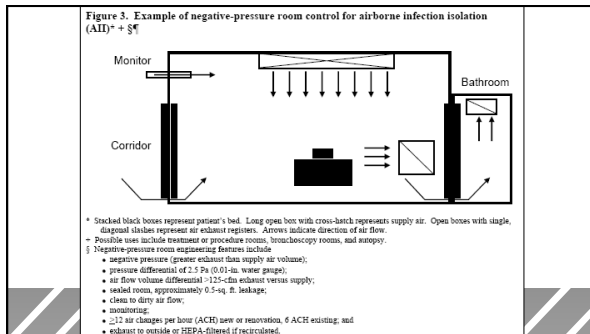 Figure 3.  Example of negative-pressure room control for airborne infection isolation
(AII)* + §¶
Monitor
Bathroom
Corridor
* Stacked black boxes represent patient's bed.  Long open box with cross-hatch represents supply air.  Open boxes with single,
diagonal slashes represent air exhaust registers.  Arrows indicate direction of air flow.
+ Possible uses include treatment or procedure rooms, bronchoscopy rooms, and autopsy.
§ Negative-pressure room engineering features include
• negative pressure (greater exhaust than supply air volume);
• pressure differential of 2.5 Pa (0.01-in. water gauge);
• air flow volume differential >125-cfm exhaust versus supply;
• sealed room, approximately 0.5-sq. ft. leakage;
• clean to dirty air flow;
• monitoring;
• ≥12 air changes per hour (ACH) new or renovation, 6 ACH existing; and
• exhaust to outside or HEPA-filtered if recirculated.